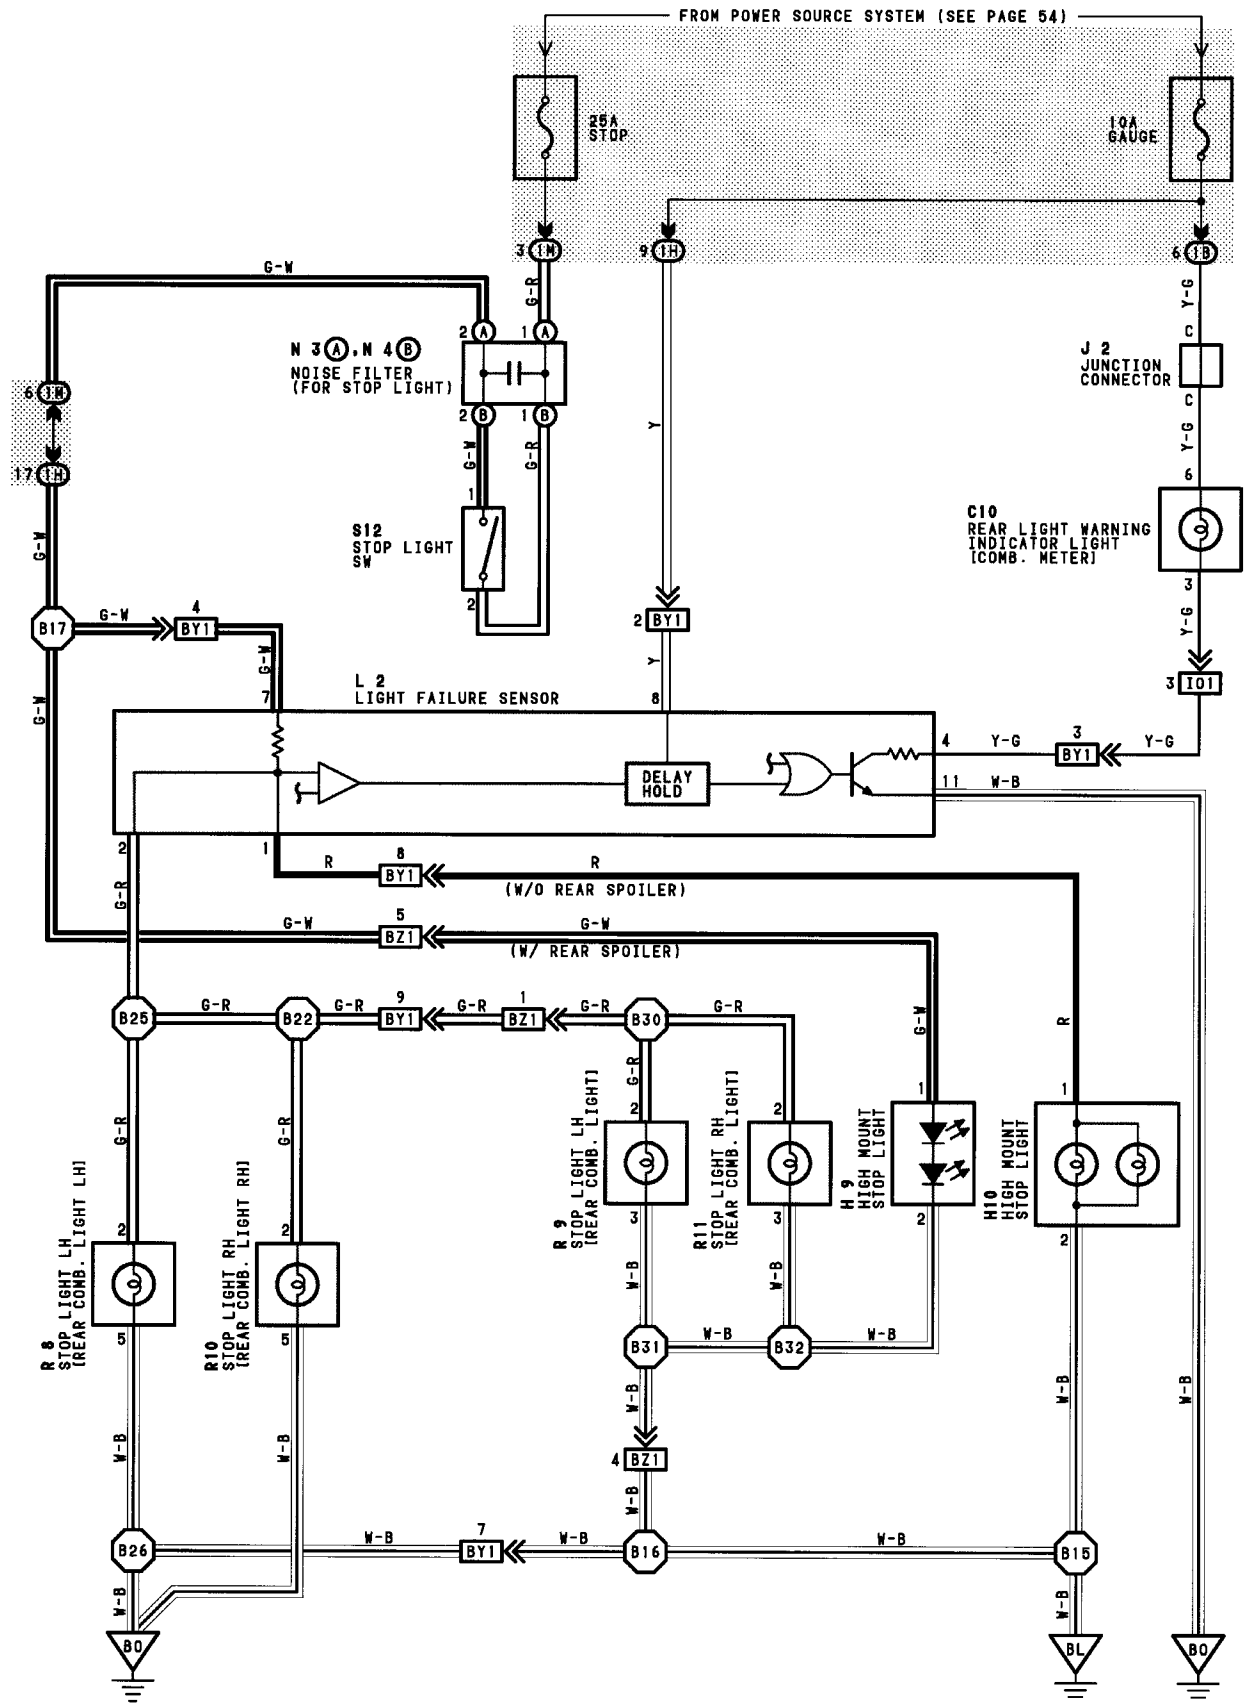 FROM POWER SOURCE SYSTEM (SEE PAGE 54)
25A
STOP
10A
GAUGE
3 1M
9 1H
6 1B
G-W
G-R
Y-G
C
2 A
1 A
N 3 A , N 4 B
NOISE FILTER
(FOR STOP LIGHT)
J 2
JUNCTION
CONNECTOR
6 1M
2 B
1 B
C
Y
G-W
G-R
Y-G
17 1H
1
6
S12
STOP LIGHT
SW
C10
REAR LIGHT WARNING
INDICATOR LIGHT
[COMB. METER]
G-W
2
3
B17
G-W
4
BY1
2 BY1
Y-G
G-W
Y
3 IO1
L 2
LIGHT FAILURE SENSOR
7
8
G-W
4
Y-G
3
BY1
Y-G
DELAY
HOLD
11
W-B
2
1
R
8
BY1
R
(W/O REAR SPOILER)
G-R
G-W
5
BZ1
G-W
(W/ REAR SPOILER)
B25
G-R
B22
G-R
9
BY1
G-R
1
BZ1
G-R
B30
G-R
G-W
R
G-R
G-R
G-R
2
2
1
1
R 9
STOP LIGHT LH
[REAR COMB. LIGHT]
R11
STOP LIGHT RH
[REAR COMB. LIGHT]
H 9
HIGH MOUNT
STOP LIGHT
H10
HIGH MOUNT
STOP LIGHT
3
3
2
2
2
2
R 8
STOP LIGHT LH
[REAR COMB. LIGHT LH]
R10
STOP LIGHT RH
[REAR COMB. LIGHT RH]
5
5
W-B
W-B
B31
W-B
B32
W-B
W-B
W-B
W-B
W-B
W-B
4 BZ1
W-B
B26
W-B
7
BY1
W-B
B16
W-B
B15
W-B
W-B
BO
BL
BO